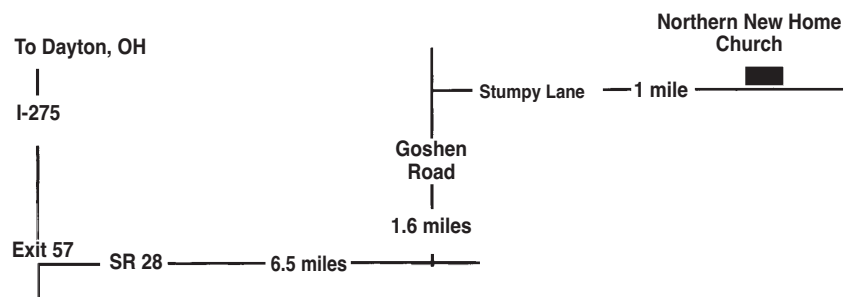 Northern New Home
Church
To Dayton, OH
Stumpy Lane
1 mile
I-275
Goshen
Road
1.6 miles
Exit 57
SR 28
6.5 miles